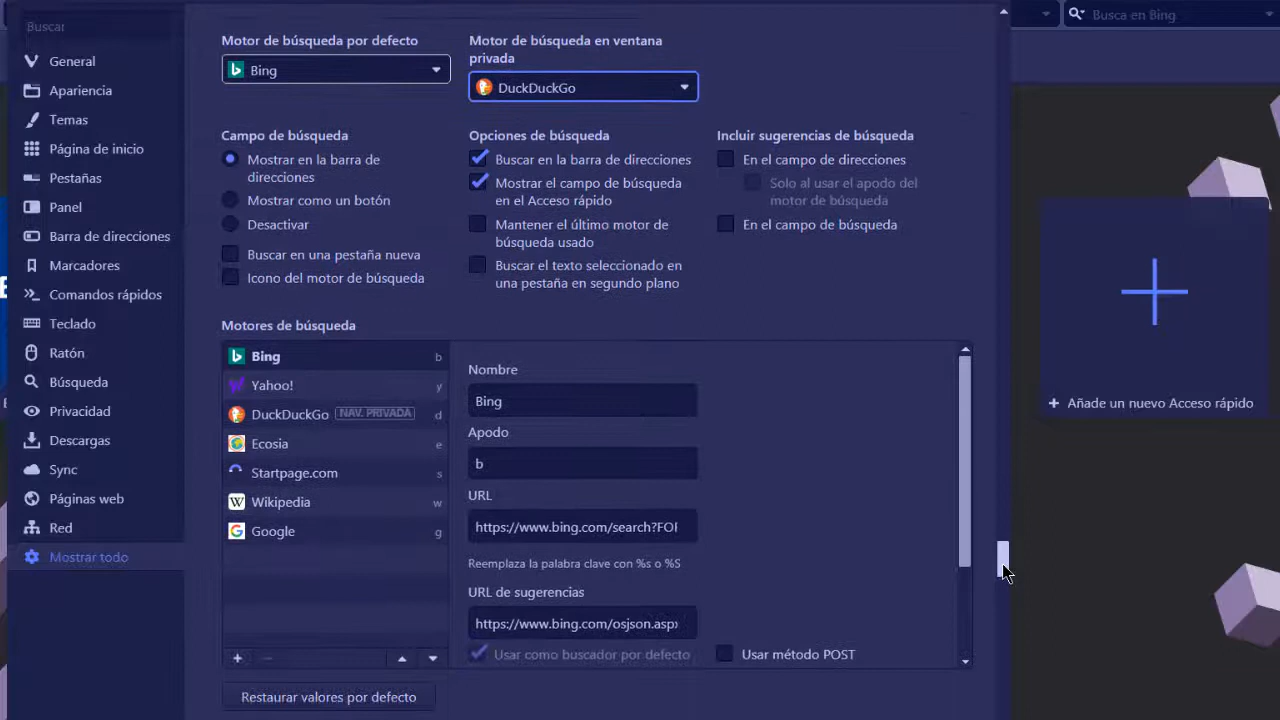 Buscar
General
Apariencia
Temas
Página de inicio
Pestañas
Panel
Barra de direcciones
Marcadores
Comandos rápidos
Teclado
Ratón
Búsqueda
Privacidad
Descargas
Sync
Páginas web
Red
Mostrar todo
Motor de búsqueda por defecto
Bing
Motor de búsqueda en ventana
privada
DuckDuckGo
Campo de búsqueda
Mostrar en la barra de
direcciones
Mostrar como un botón
Desactivar
Buscar en una pestaña nueva
Icono del motor de búsqueda
Opciones de búsqueda
Buscar en la barra de direcciones
Mostrar el campo de búsqueda
en el Acceso rápido
Mantener el último motor de
búsqueda usado
Buscar el texto seleccionado en
una pestaña en segundo plano
Incluir sugerencias de búsqueda
En el campo de direcciones
Solo al usar el apodo del
motor de búsqueda
En el campo de búsqueda
Motores de búsqueda
Bing b
Yahoo! y
DuckDuckGo NAV. PRIVADA d
Ecosia e
Startpage.com s
Wikipedia w
Google g
Nombre
Bing
Apodo
b
URL
https://www.bing.com/search?FOI
Reemplaza la palabra clave con %s o %S
URL de sugerencias
https://www.bing.com/osjson.aspx
Usar como buscador por defecto
Usar método POST
Restaurar valores por defecto
Busca en Bing
Añade un nuevo Acceso rápido